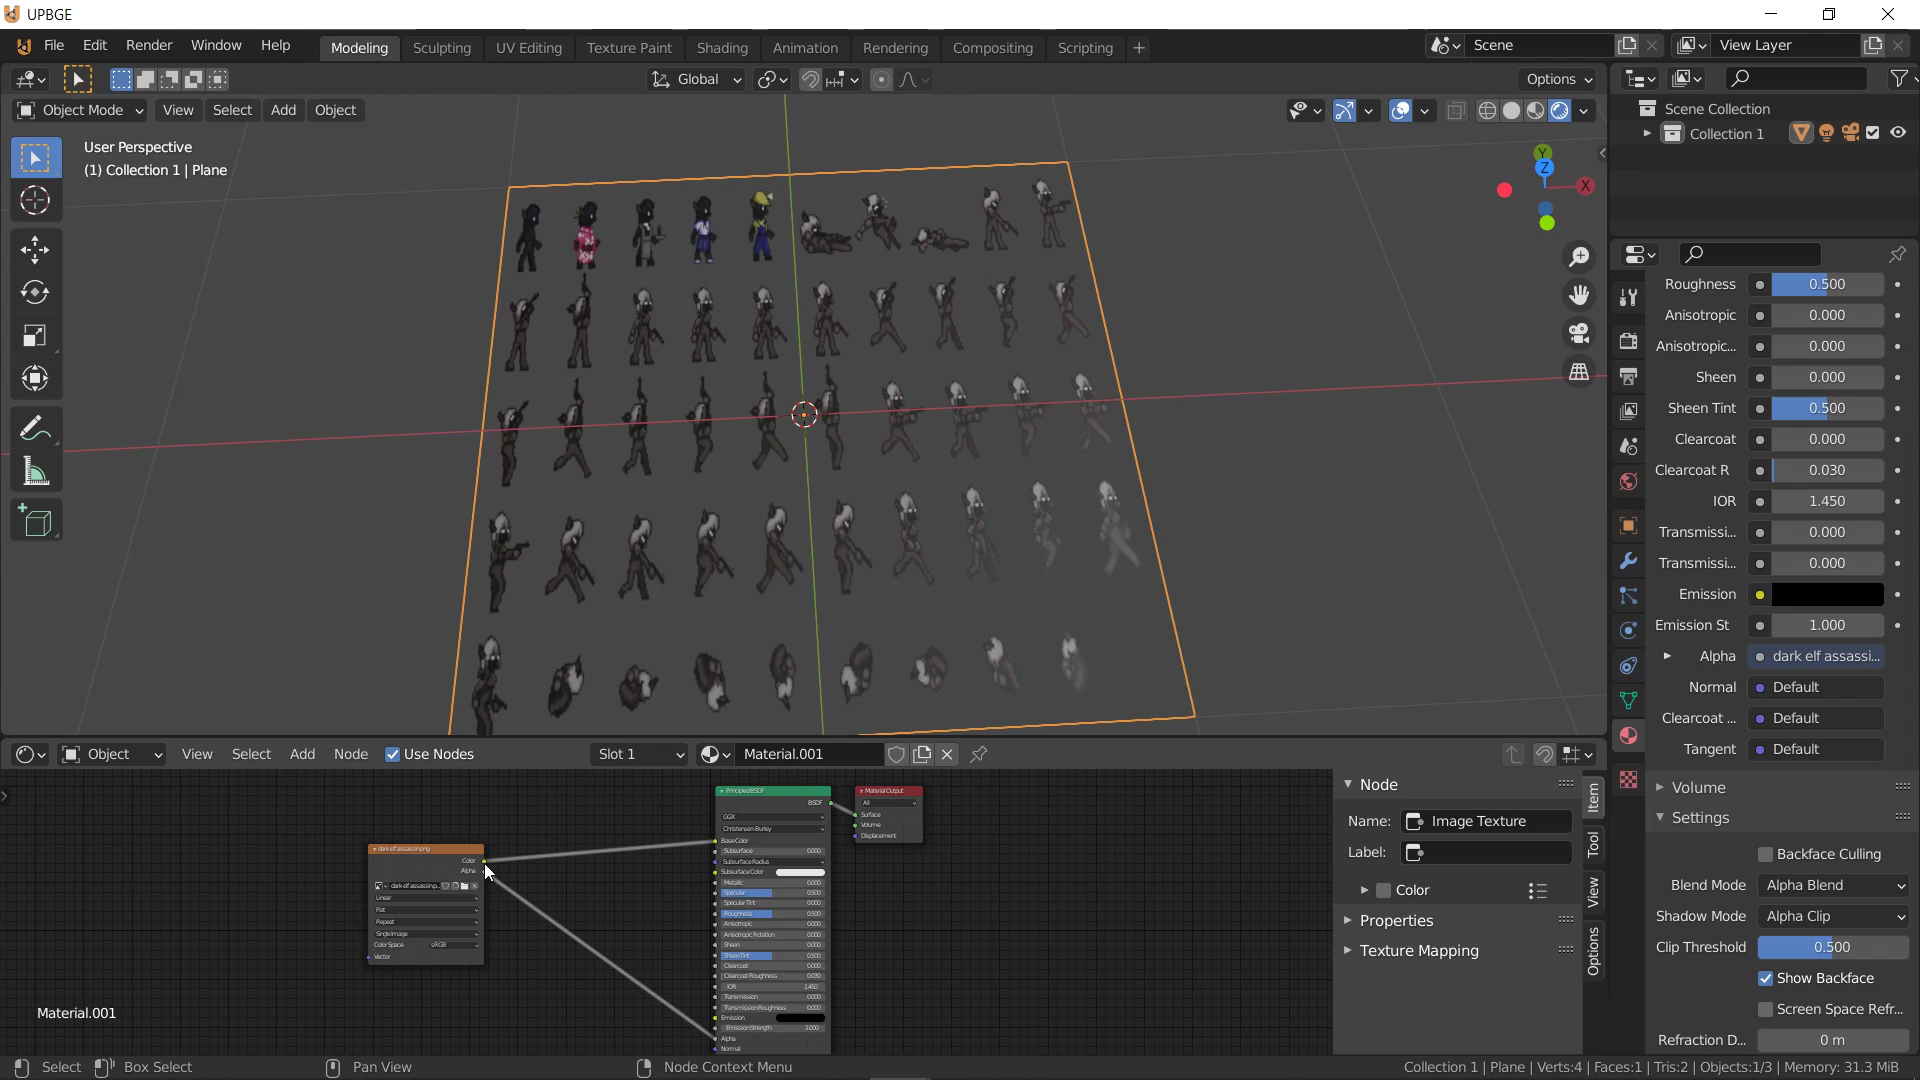 UPBGE
File Edit Render Window Help
Modeling Sculpting UV Editing Texture Paint Shading Animation Rendering Compositing Scripting +
Scene
View Layer
Global
Options
Object Mode View Select Add Object
User Perspective
(1) Collection 1 | Plane
Y
Z
X
Scene Collection
Collection 1
Roughness 0.500
Anisotropic 0.000
Anisotropic... 0.000
Sheen 0.000
Sheen Tint 0.500
Clearcoat 0.000
Clearcoat R 0.030
IOR 1.450
Transmissi... 0.000
Transmissi... 0.000
Emission
Emission St 1.000
Alpha dark elf assassi...
Normal Default
Clearcoat ... Default
Tangent Default
Volume
Settings
Backface Culling
Blend Mode Alpha Blend
Shadow Mode Alpha Clip
Clip Threshold 0.500
Show Backface
Screen Space Refr...
Refraction D... 0 m
Object View Select Add Node Use Nodes Slot 1 Material.001
dark elf assassin.png
Color
Alpha
dark elf assassin.p...
Linear
Flat
Repeat
Single Image
Color Space sRGB
Vector
Principled BSDF
BSDF
GGX
Christensen-Burley
Base Color
Subsurface 0.000
Subsurface Radius
Subsurface Color
Metallic 0.000
Specular 0.500
Specular Tint 0.000
Roughness 0.500
Anisotropic 0.000
Anisotropic Rotation 0.000
Sheen 0.000
Sheen Tint 0.500
Clearcoat 0.000
Clearcoat Roughness 0.030
IOR 1.450
Transmission 0.000
Transmission Roughness 0.000
Emission
Emission Strength 1.000
Alpha
Normal
Material Output
All
Surface
Volume
Displacement
Material.001
Node
Name: Image Texture
Label:
Color
Properties
Texture Mapping
Item
Tool
View
Options
Select Box Select Pan View Node Context Menu
Collection 1 | Plane | Verts:4 | Faces:1 | Tris:2 | Objects:1/3 | Memory: 31.3 MiB